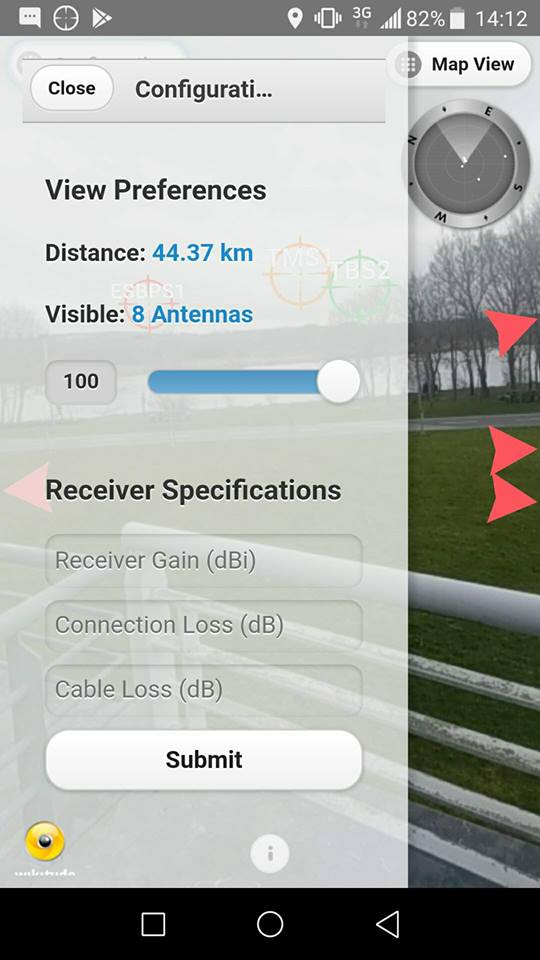 3G 82% 14:12
Close
Configurati...
Map View
E
N
S
W
View Preferences
Distance: 44.37 km
TMS1
TBS2
ESBPS1
Visible: 8 Antennas
100
Receiver Specifications
Receiver Gain (dBi)
Connection Loss (dB)
Cable Loss (dB)
Submit